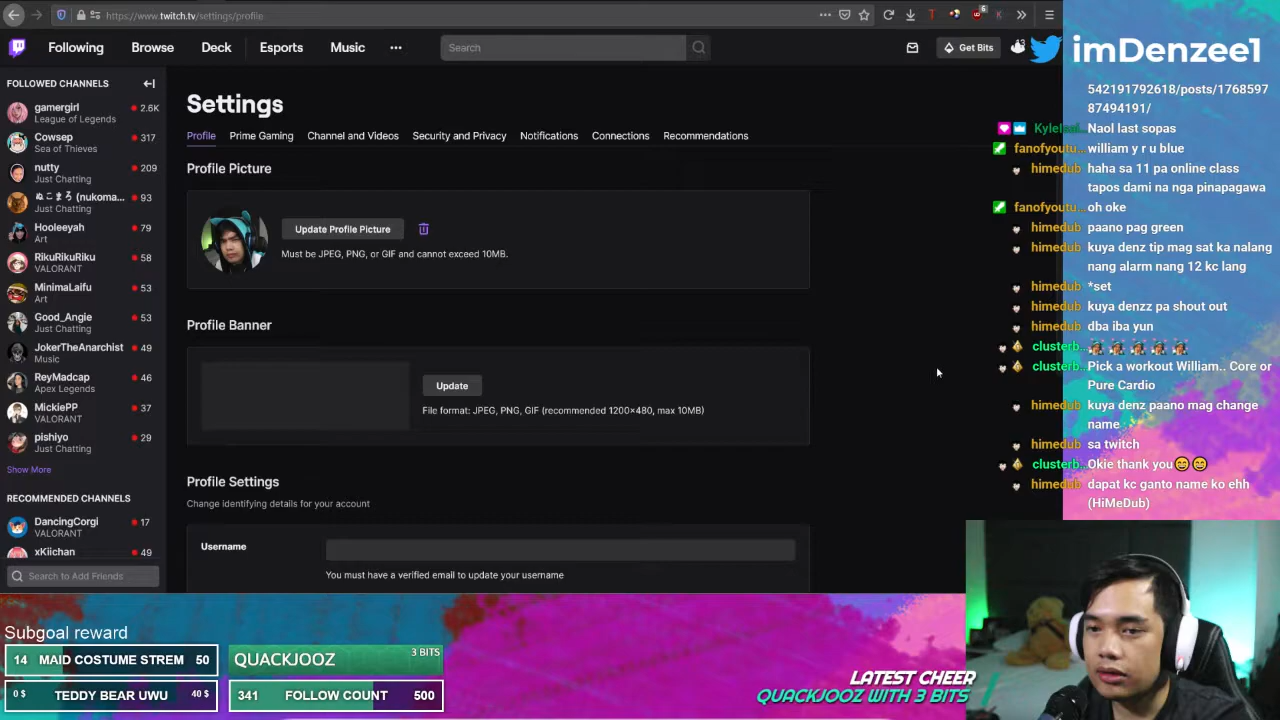 https://www.twitch.tv/settings/profile
6
Following
Browse
Deck
Esports
Music
Search
Get Bits
13
imDenzee1
FOLLOWED CHANNELS
gamergirl
2.6K
League of Legends
Cowsep
317
Sea of Thieves
nutty
209
Just Chatting
ぬこまろ (nukoma...
93
Just Chatting
Hooleeyah
79
Art
RikuRikuRiku
58
VALORANT
MinimaLaifu
53
Art
Good_Angie
53
Just Chatting
JokerTheAnarchist
49
Music
ReyMadcap
46
Apex Legends
MickiePP
37
VALORANT
pishiyo
29
Just Chatting
Show More
RECOMMENDED CHANNELS
DancingCorgi
17
VALORANT
xKiichan
49
Search to Add Friends
Settings
Profile
Prime Gaming
Channel and Videos
Security and Privacy
Notifications
Connections
Recommendations
Profile Picture
Update Profile Picture
Must be JPEG, PNG, or GIF and cannot exceed 10MB.
Profile Banner
Update
File format: JPEG, PNG, GIF (recommended 1200×480, max 10MB)
Profile Settings
Change identifying details for your account
Username
You must have a verified email to update your username
542191792618/posts/1768597
87494191/
Naol last sopas
fanofyoutu... william y r u blue
himedub haha sa 11 pa online class
tapos dami na nga pinapagawa
fanofyoutu... oh oke
himedub paano pag green
himedub kuya denz tip mag sat ka nalang
nang alarm nang 12 kc lang
himedub *set
himedub kuya denzz pa shout out
himedub dba iba yun
clusterb...
clusterb... Pick a workout William.. Core or
Pure Cardio
himedub kuya denz paano mag change
name
himedub sa twitch
clusterb... Okie thank you😄😄
himedub dapat kc ganto name ko ehh
(HiMeDub)
Subgoal reward
14 MAID COSTUME STREM 50
QUACKJOOZ 3 BITS
0 $ TEDDY BEAR UWU 40 $
341 FOLLOW COUNT 500
LATEST CHEER
QUACKJOOZ WITH 3 BITS